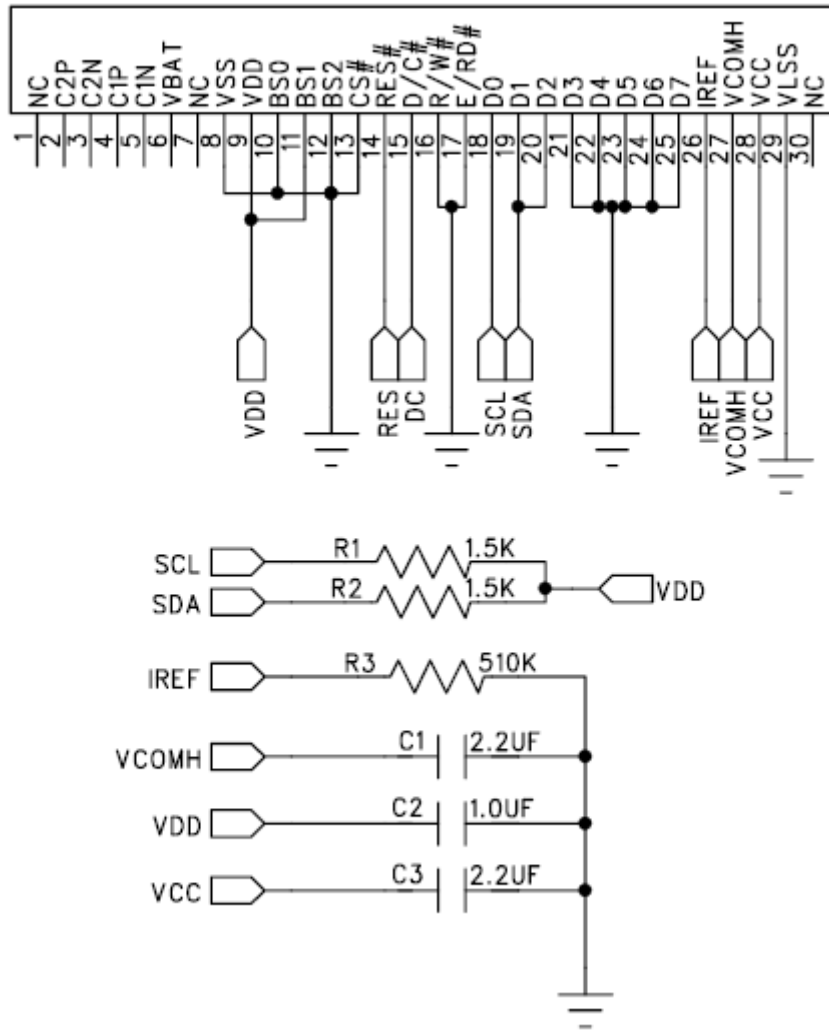 NC C2P C2N C1P C1N VBAT NC VSS VDD BS0 BS1 BS2 CS# RES# D/C# R/W# E/RD# D0 D1 D2 D3 D4 D5 D6 D7 IREF VCOMH VCC VLSS NC
1 2 3 4 5 6 7 8 9 10 11 12 13 14 15 16 17 18 19 20 21 22 23 24 25 26 27 28 29 30
VDD RES DC SCL SDA IREF VCOMH VCC
SCL R1 1.5K
SDA R2 1.5K VDD
IREF R3 510K
VCOMH C1 2.2UF
VDD C2 1.0UF
VCC C3 2.2UF